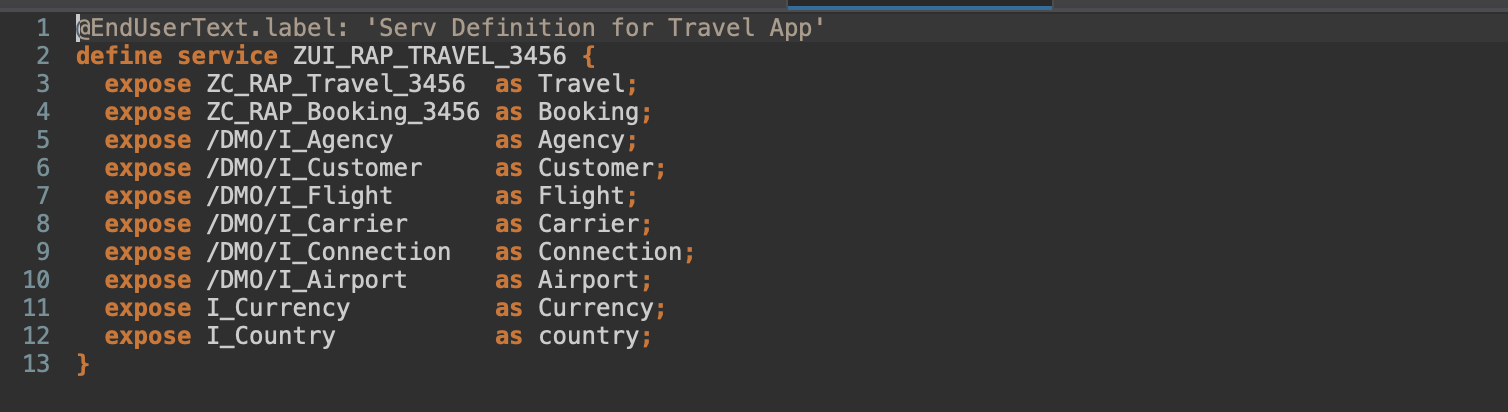 1 @EndUserText.label: 'Serv Definition for Travel App'
2 define service ZUI_RAP_TRAVEL_3456 {
3 expose ZC_RAP_Travel_3456 as Travel;
4 expose ZC_RAP_Booking_3456 as Booking;
5 expose /DMO/I_Agency as Agency;
6 expose /DMO/I_Customer as Customer;
7 expose /DMO/I_Flight as Flight;
8 expose /DMO/I_Carrier as Carrier;
9 expose /DMO/I_Connection as Connection;
10 expose /DMO/I_Airport as Airport;
11 expose I_Currency as Currency;
12 expose I_Country as country;
13 }